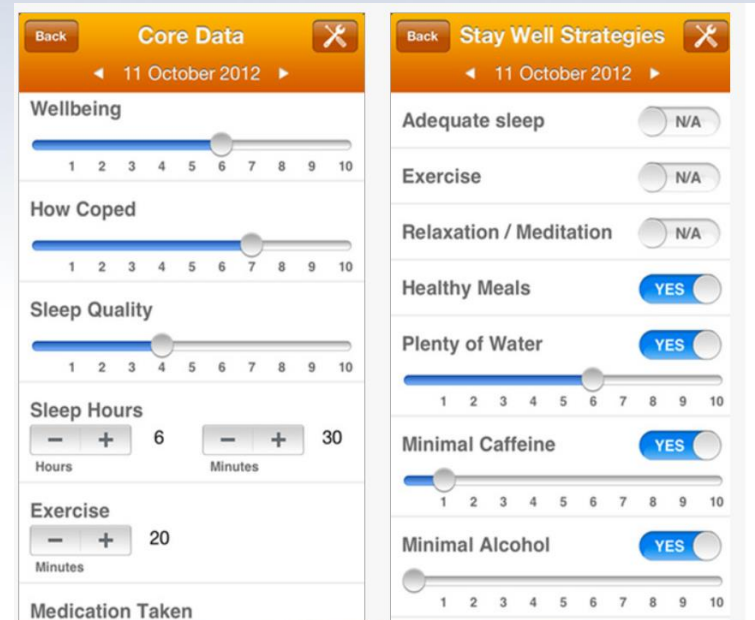 Back Core Data
◄ 11 October 2012 ►
Wellbeing
1 2 3 4 5 6 7 8 9 10
How Coped
1 2 3 4 5 6 7 8 9 10
Sleep Quality
1 2 3 4 5 6 7 8 9 10
Sleep Hours
− + 6 − + 30
Hours Minutes
Exercise
− + 20
Minutes
Medication Taken
Back Stay Well Strategies
◄ 11 October 2012 ►
Adequate sleep N/A
Exercise N/A
Relaxation / Meditation N/A
Healthy Meals YES
Plenty of Water YES
1 2 3 4 5 6 7 8 9 10
Minimal Caffeine YES
1 2 3 4 5 6 7 8 9 10
Minimal Alcohol YES
1 2 3 4 5 6 7 8 9 10